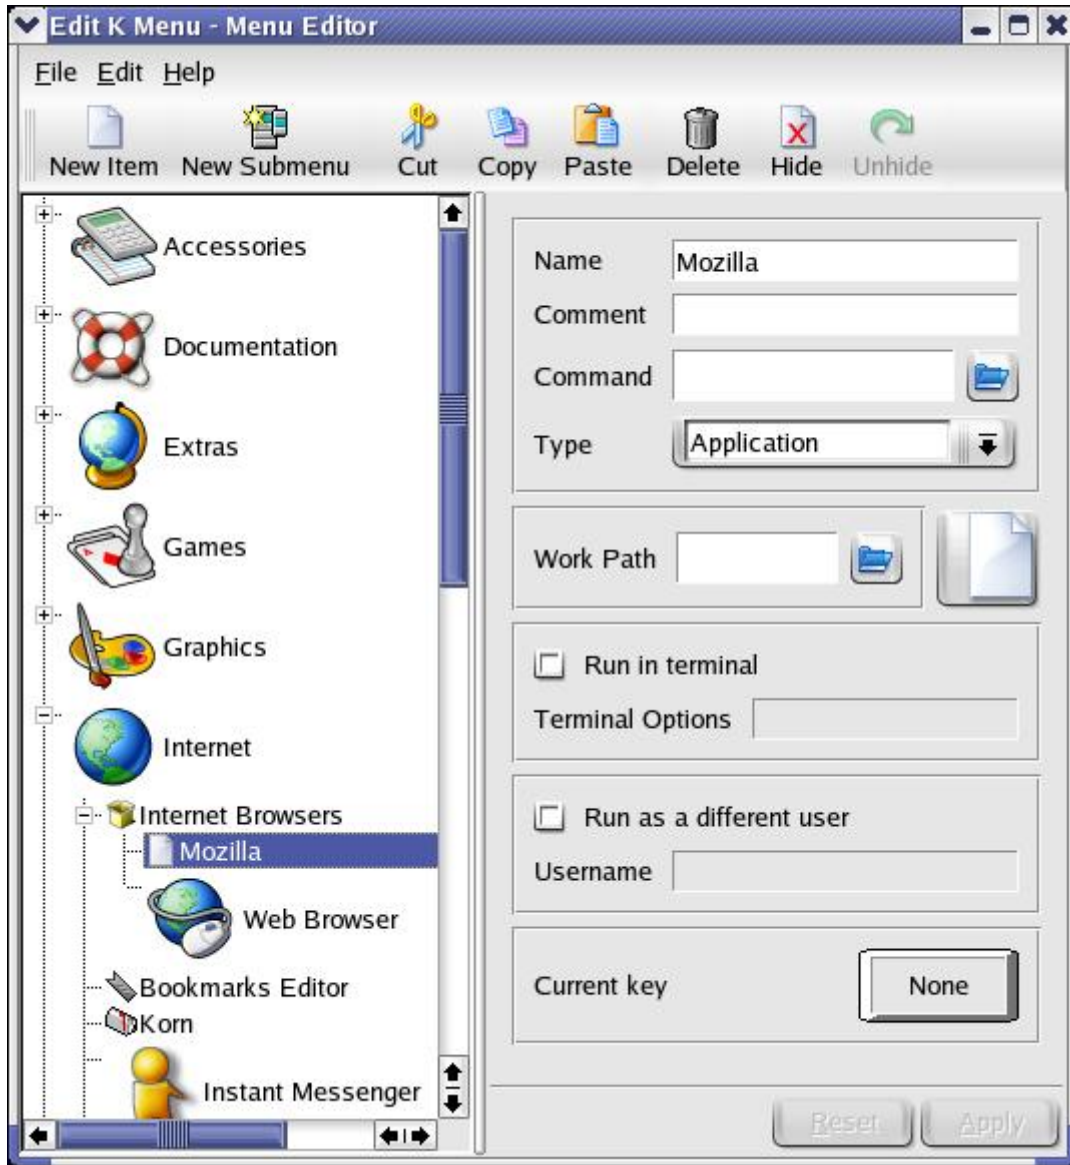 Edit K Menu - Menu Editor
File Edit Help
New Item New Submenu Cut Copy Paste Delete Hide Unhide
Accessories
Documentation
Extras
Games
Graphics
Internet
Internet Browsers
Mozilla
Web Browser
Bookmarks Editor
Korn
Instant Messenger
Name Mozilla
Comment
Command
Type Application
Work Path
Run in terminal
Terminal Options
Run as a different user
Username
Current key None
Reset Apply